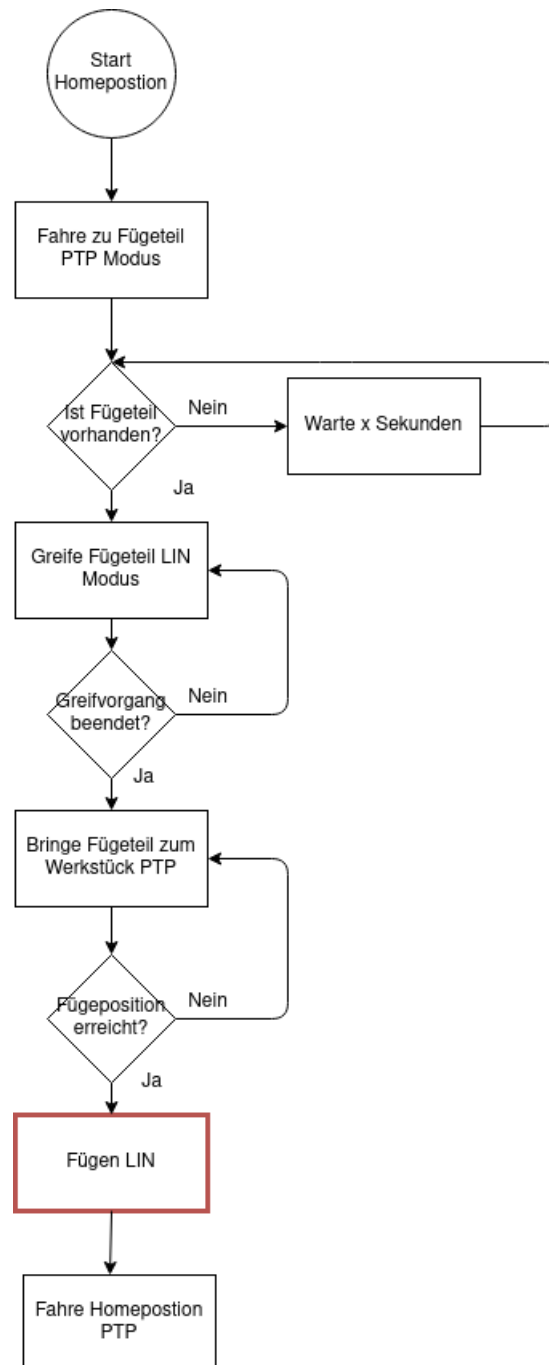 Start
Homepostion
Fahre zu Fügeteil
PTP Modus
Ist Fügeteil
vorhanden?
Nein
Warte x Sekunden
Ja
Greife Fügeteil LIN
Modus
Greifvorgang
beendet?
Nein
Ja
Bringe Fügeteil zum
Werkstück PTP
Fügeposition
erreicht?
Nein
Ja
Fügen LIN
Fahre Homepostion
PTP